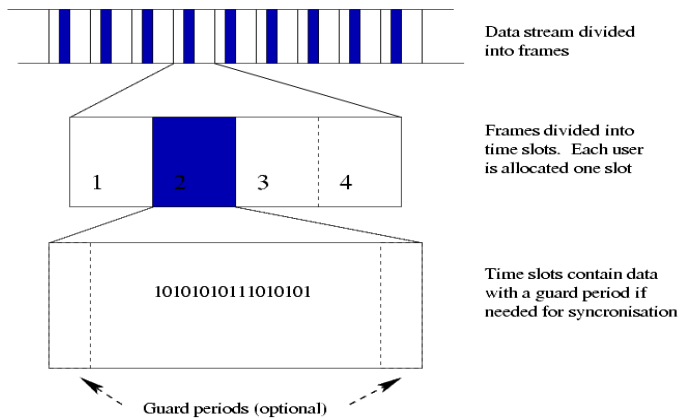 Data stream divided
into frames
Frames divided into
time slots. Each user
is allocated one slot
1 2 3 4
10101010111010101
Time slots contain data
with a guard period if
needed for syncronisation
Guard periods (optional)